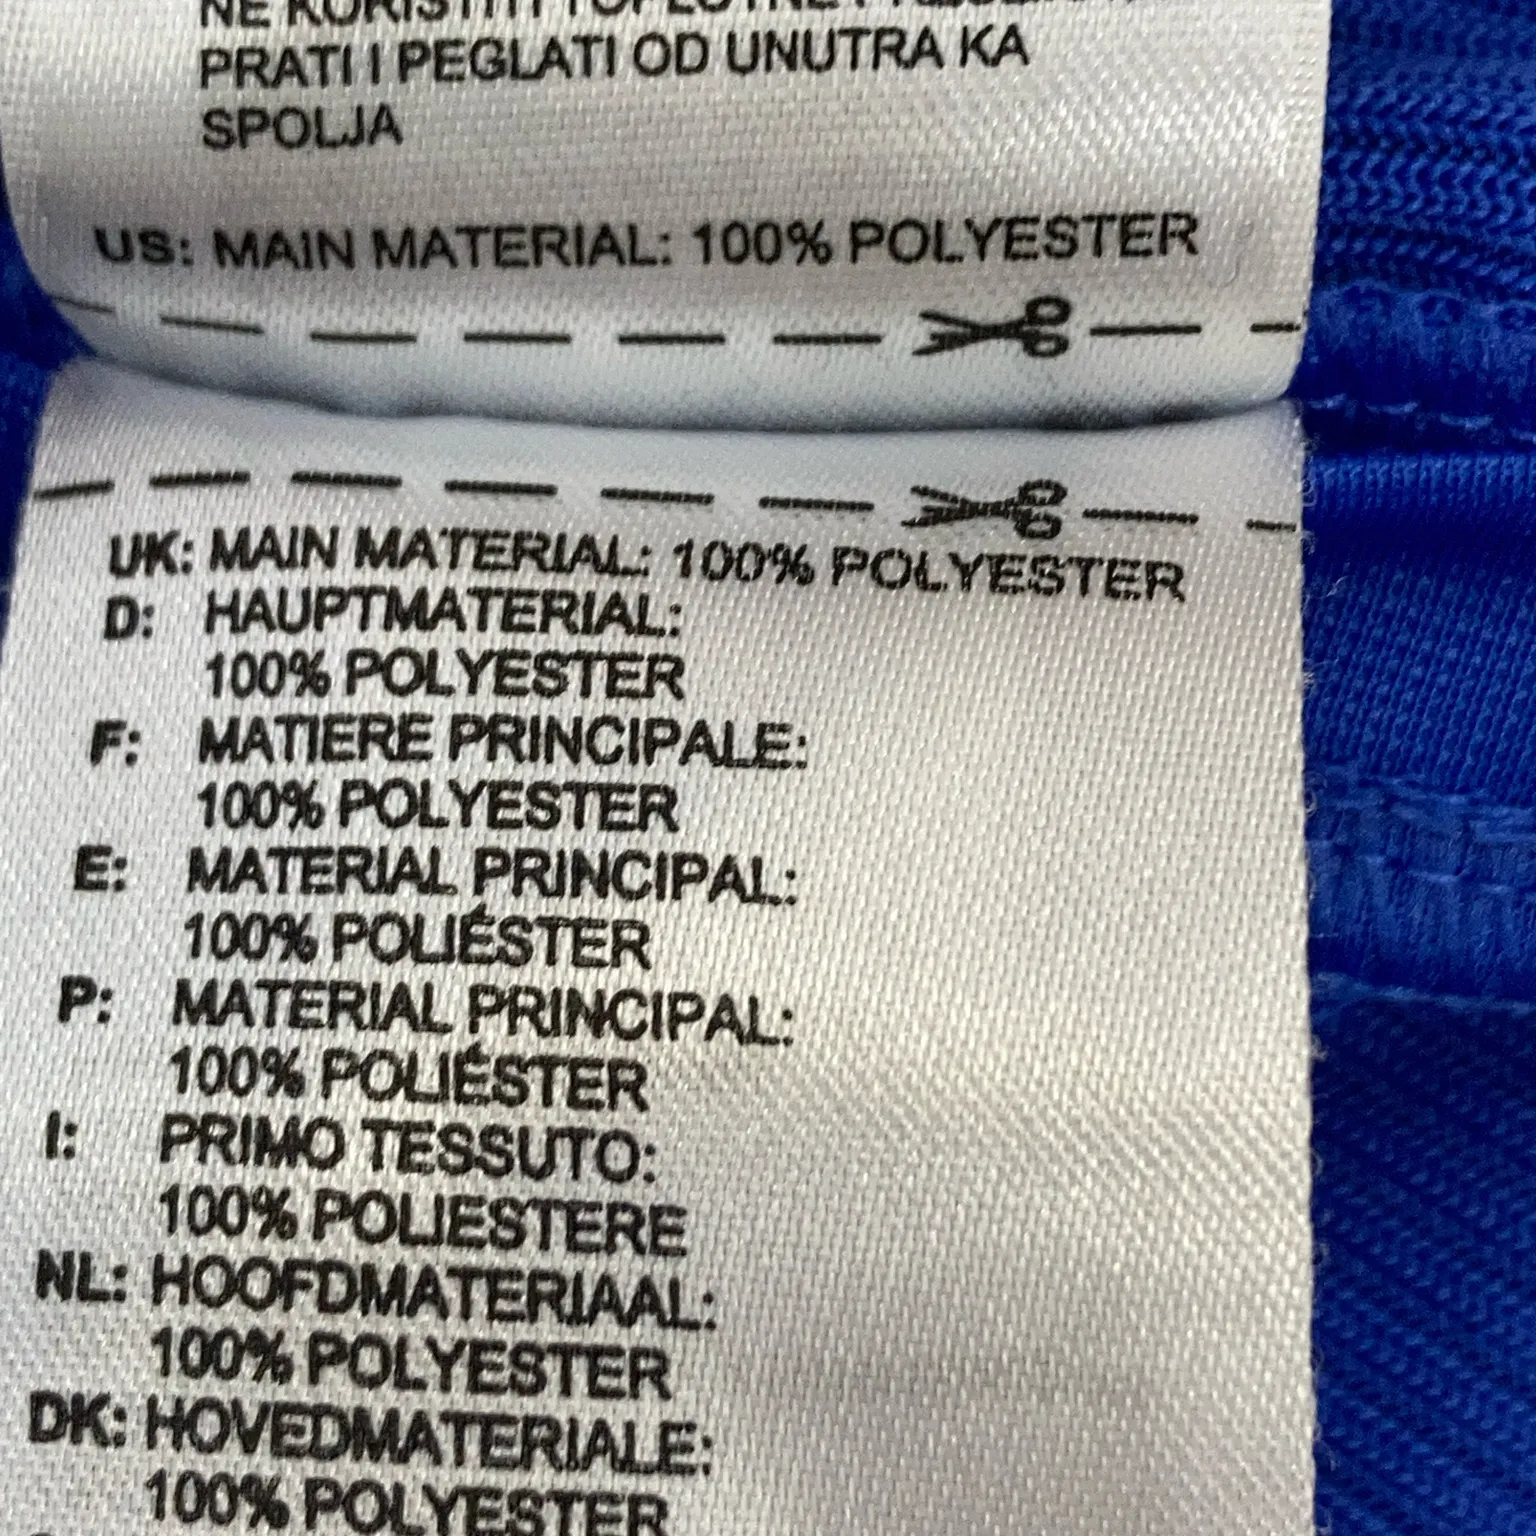 NE KORISTITI
PRATI I PEGLATI OD UNUTRA KA
SPOLJA
US: MAIN MATERIAL: 100% POLYESTER
UK: MAIN MATERIAL: 100% POLYESTER
D: HAUPTMATERIAL:
100% POLYESTER
F: MATIERE PRINCIPALE:
100% POLYESTER
E: MATERIAL PRINCIPAL:
100% POLIÉSTER
P: MATERIAL PRINCIPAL:
100% POLIÉSTER
I: PRIMO TESSUTO:
100% POLIESTERE
NL: HOOFDMATERIAAL:
100% POLYESTER
DK: HOVEDMATERIALE:
100% POLYESTER